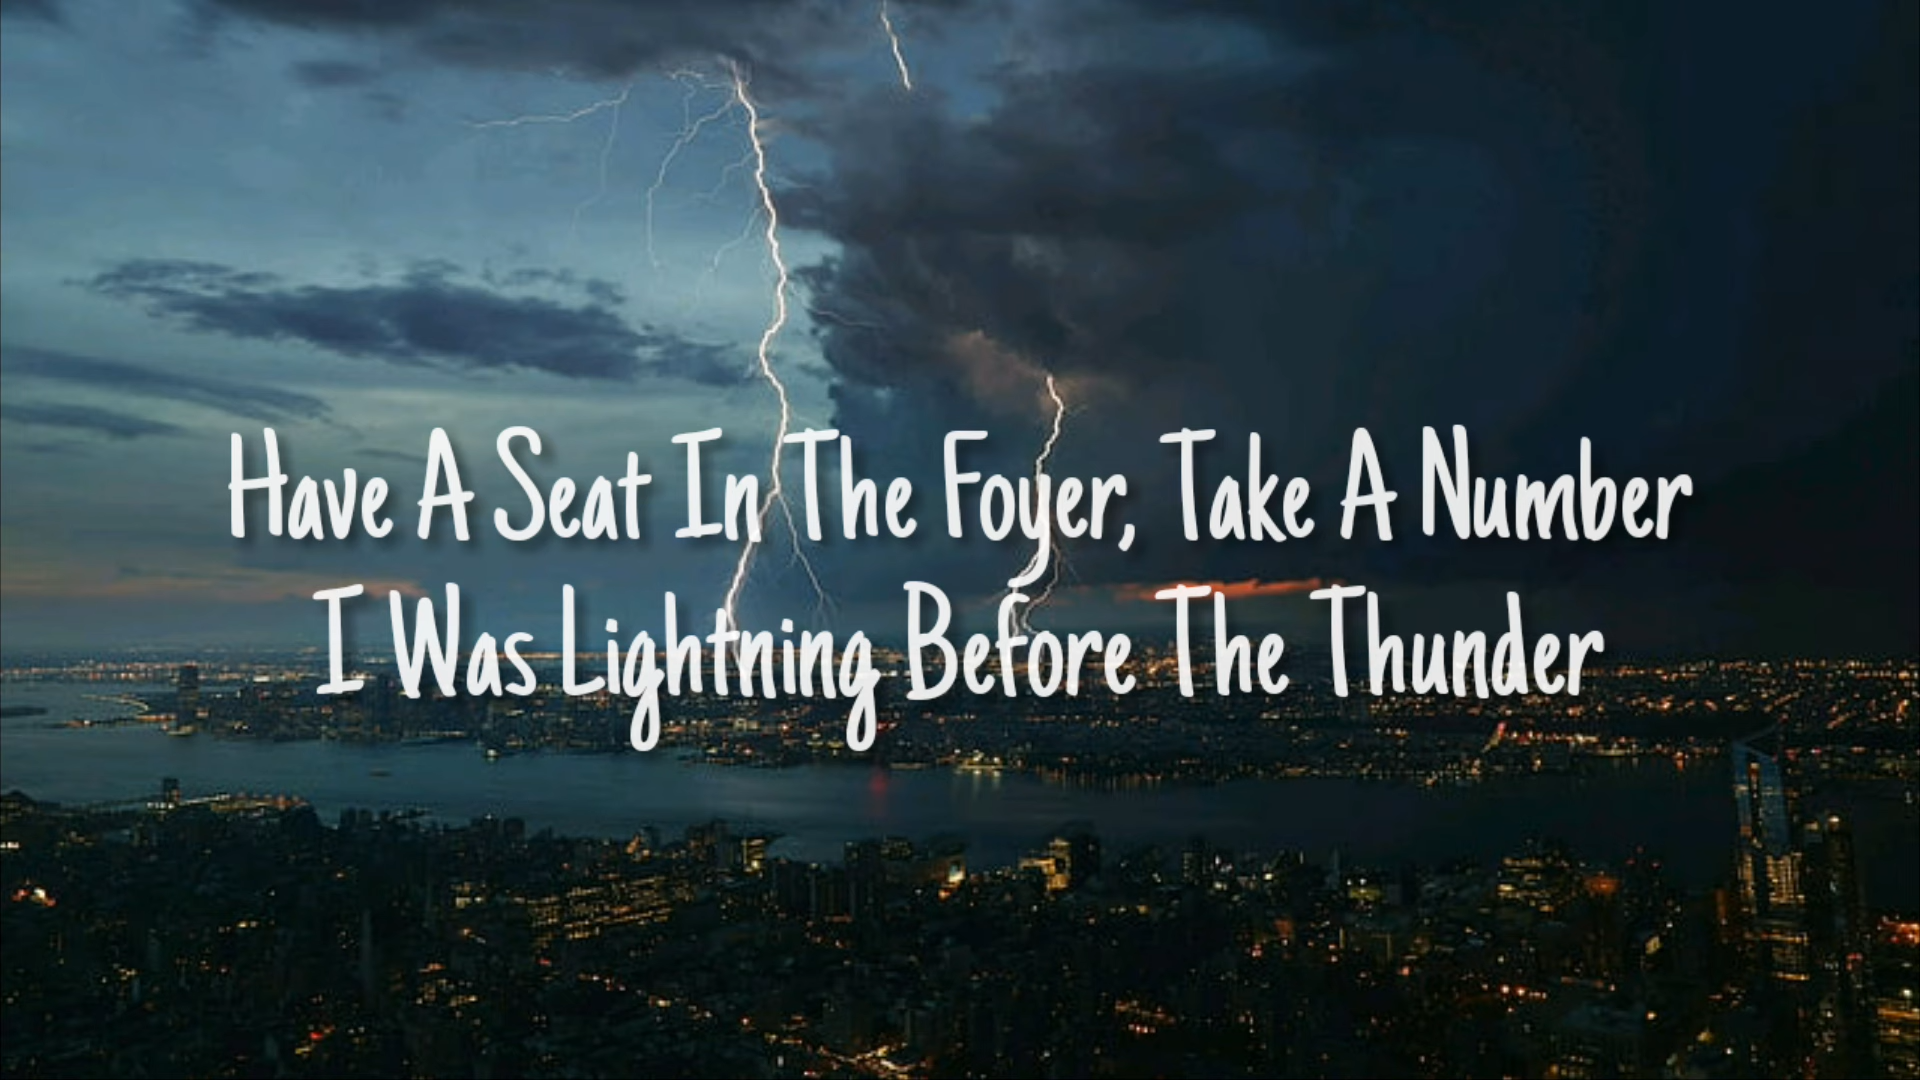 Have A Seat In The Foyer, Take A Number
I Was Lightning Before The Thunder